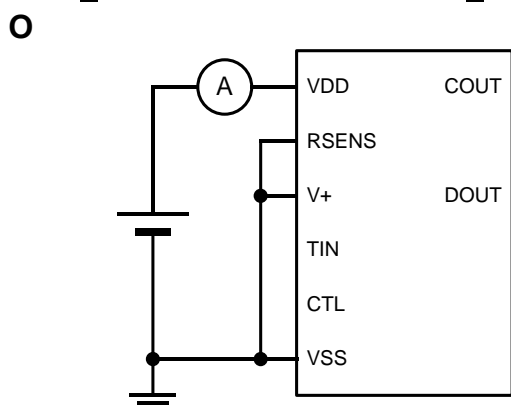 O
A
VDD COUT
RSENS
V+ DOUT
TIN
CTL
VSS